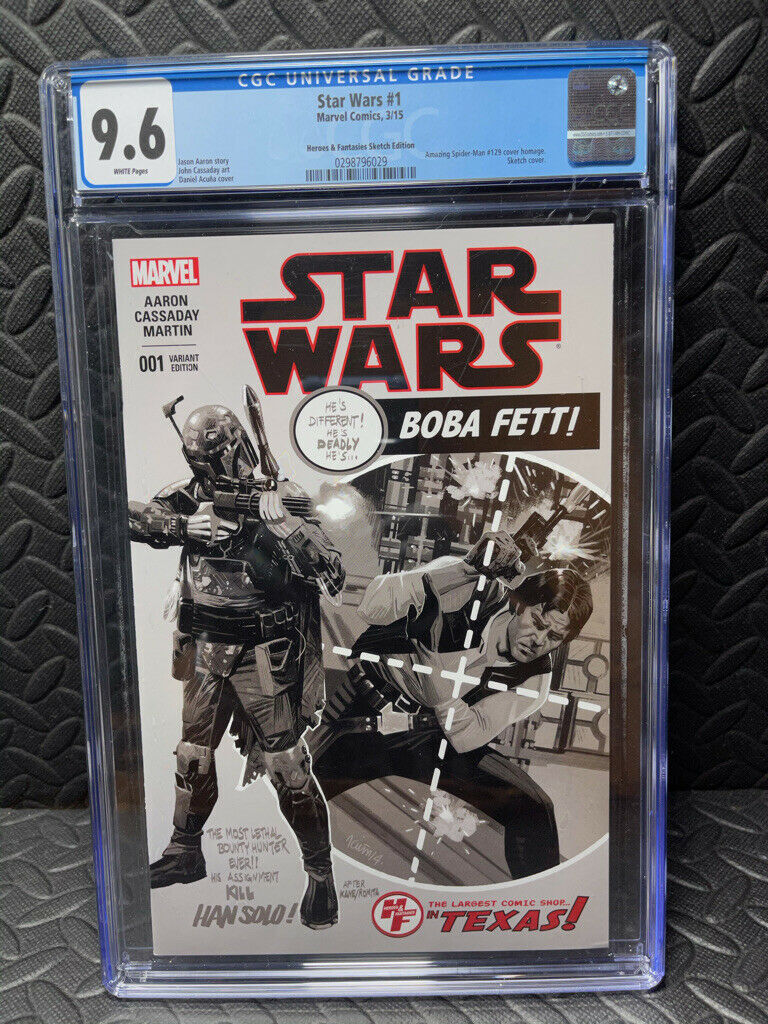 CGC UNIVERSAL GRADE
9.6
WHITE Pages
Star Wars #1
Marvel Comics, 3/15
Heroes & Fantasies Sketch Edition
Jason Aaron story
John Cassaday art
Daniel Acuña cover
0298796029
Amazing Spider-Man #129 cover homage.
Sketch cover.
MARVEL
AARON
CASSADAY
MARTIN
001 VARIANT
EDITION
STAR
WARS
HE'S
DIFFERENT!
HE'S
DEADLY
HE'S...
BOBA FETT!
THE MOST LETHAL
BOUNTY HUNTER
EVER!!
HIS ASSIGNMENT
KILL
HAN SOLO!
AFTER
KANE/ROMITA
HF
HEROES & FANTASIES
THE LARGEST COMIC SHOP...
IN TEXAS!